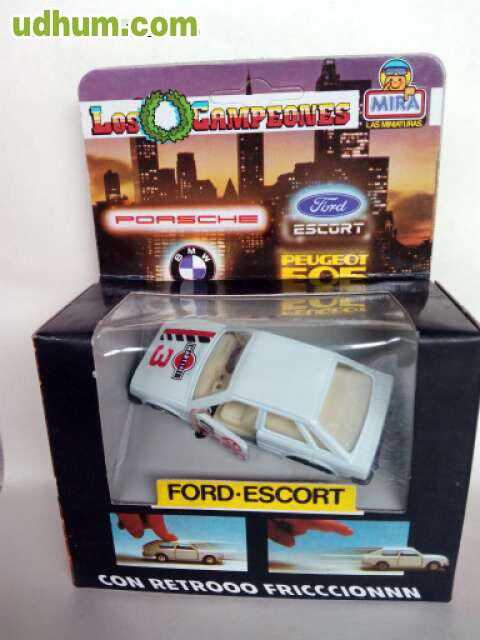 udhum.com
LOS CAMPEONES
MIRA
LAS MINIATURAS
PORSCHE
Ford
ESCORT
BMW
PEUGEOT
505
3
MARTINI
FORD·ESCORT
CON RETROOO FRICCCIONNN